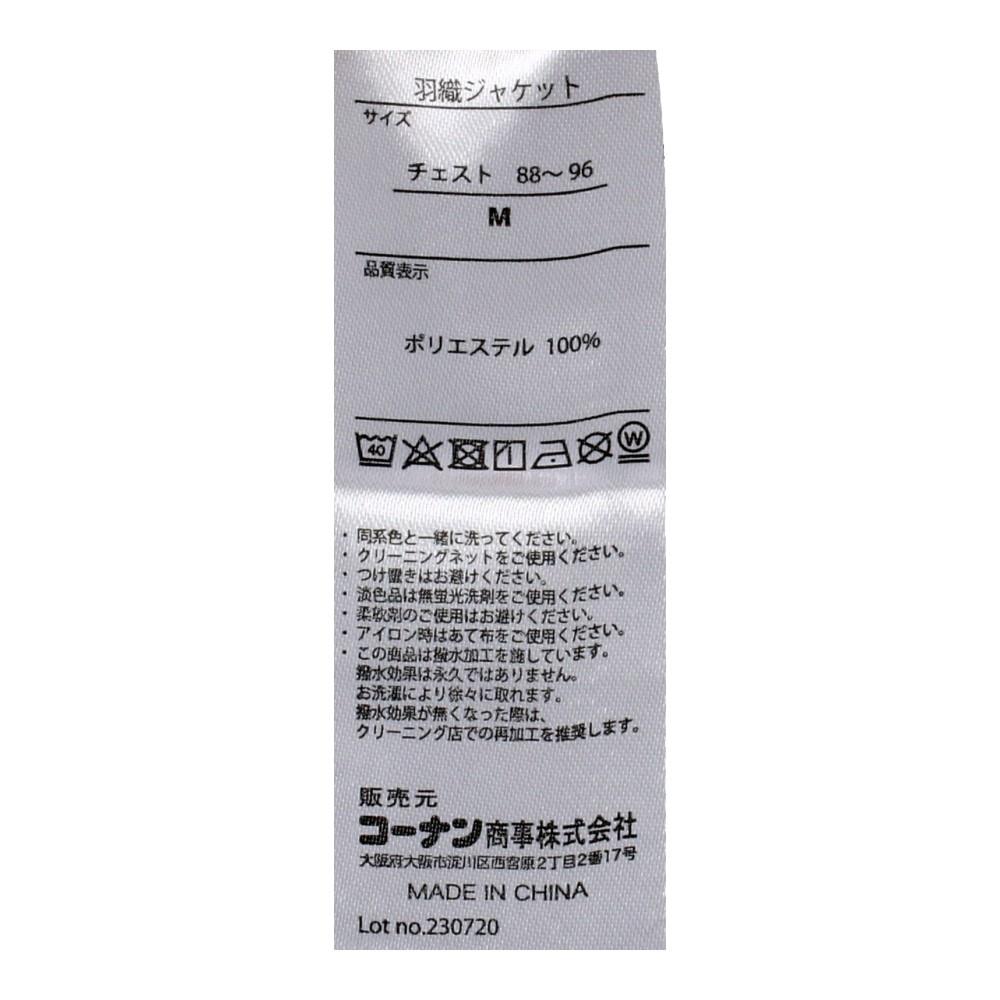 羽織ジャケット
サイズ
チェスト 88～96
M
品質表示
ポリエステル 100%
40
W
・同系色と一緒に洗ってください。
・クリーニングネットをご使用ください。
・つけ置きはお避けください。
・淡色品は無蛍光洗剤をご使用ください。
・柔軟剤のご使用はお避けください。
・アイロン時はあて布をご使用ください。
・この商品は撥水加工を施しています。
撥水効果は永久ではありません。
お洗濯により徐々に取れます。
撥水効果が無くなった際は、
クリーニング店での再加工を推奨します。
販売元
コーナン商事株式会社
大阪府大阪市淀川区西宮原2丁目2番17号
MADE IN CHINA
Lot no.230720